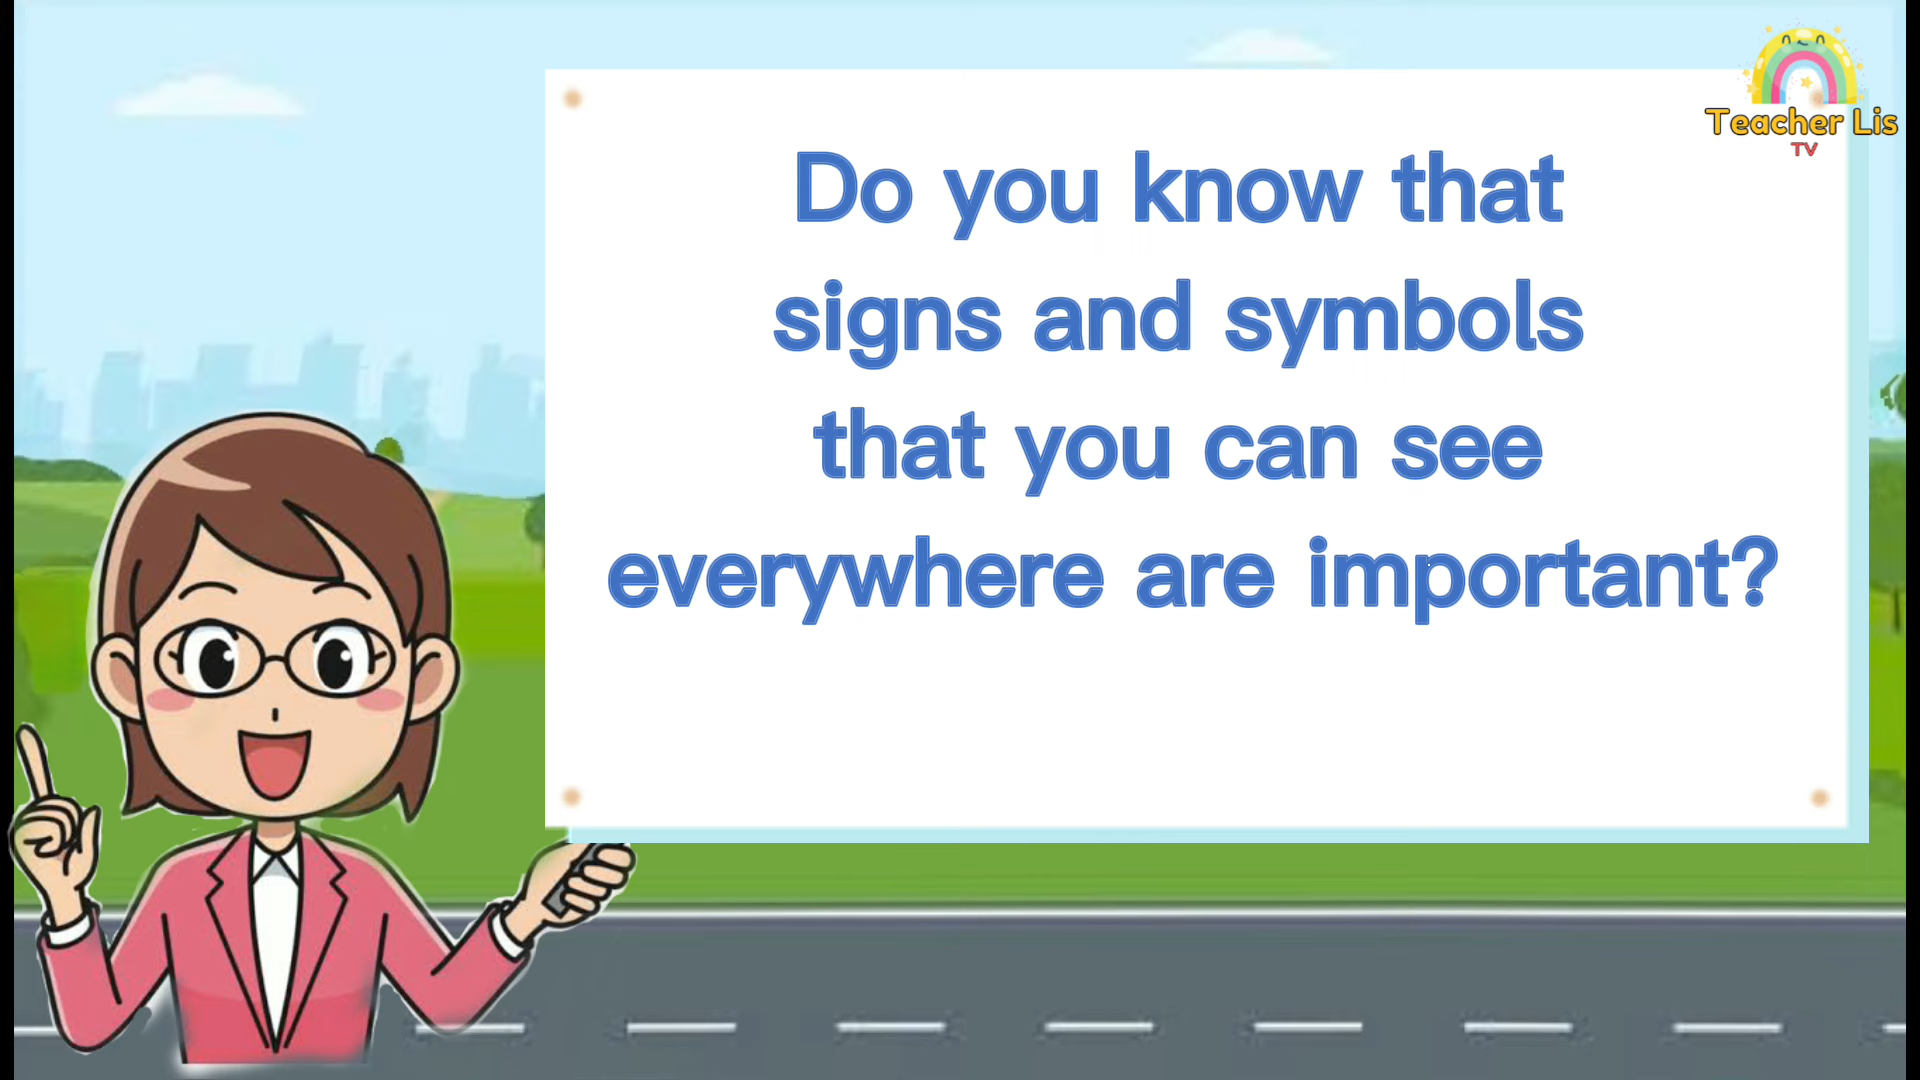 Teacher Lis
TV
Do you know that
signs and symbols
that you can see
everywhere are important?